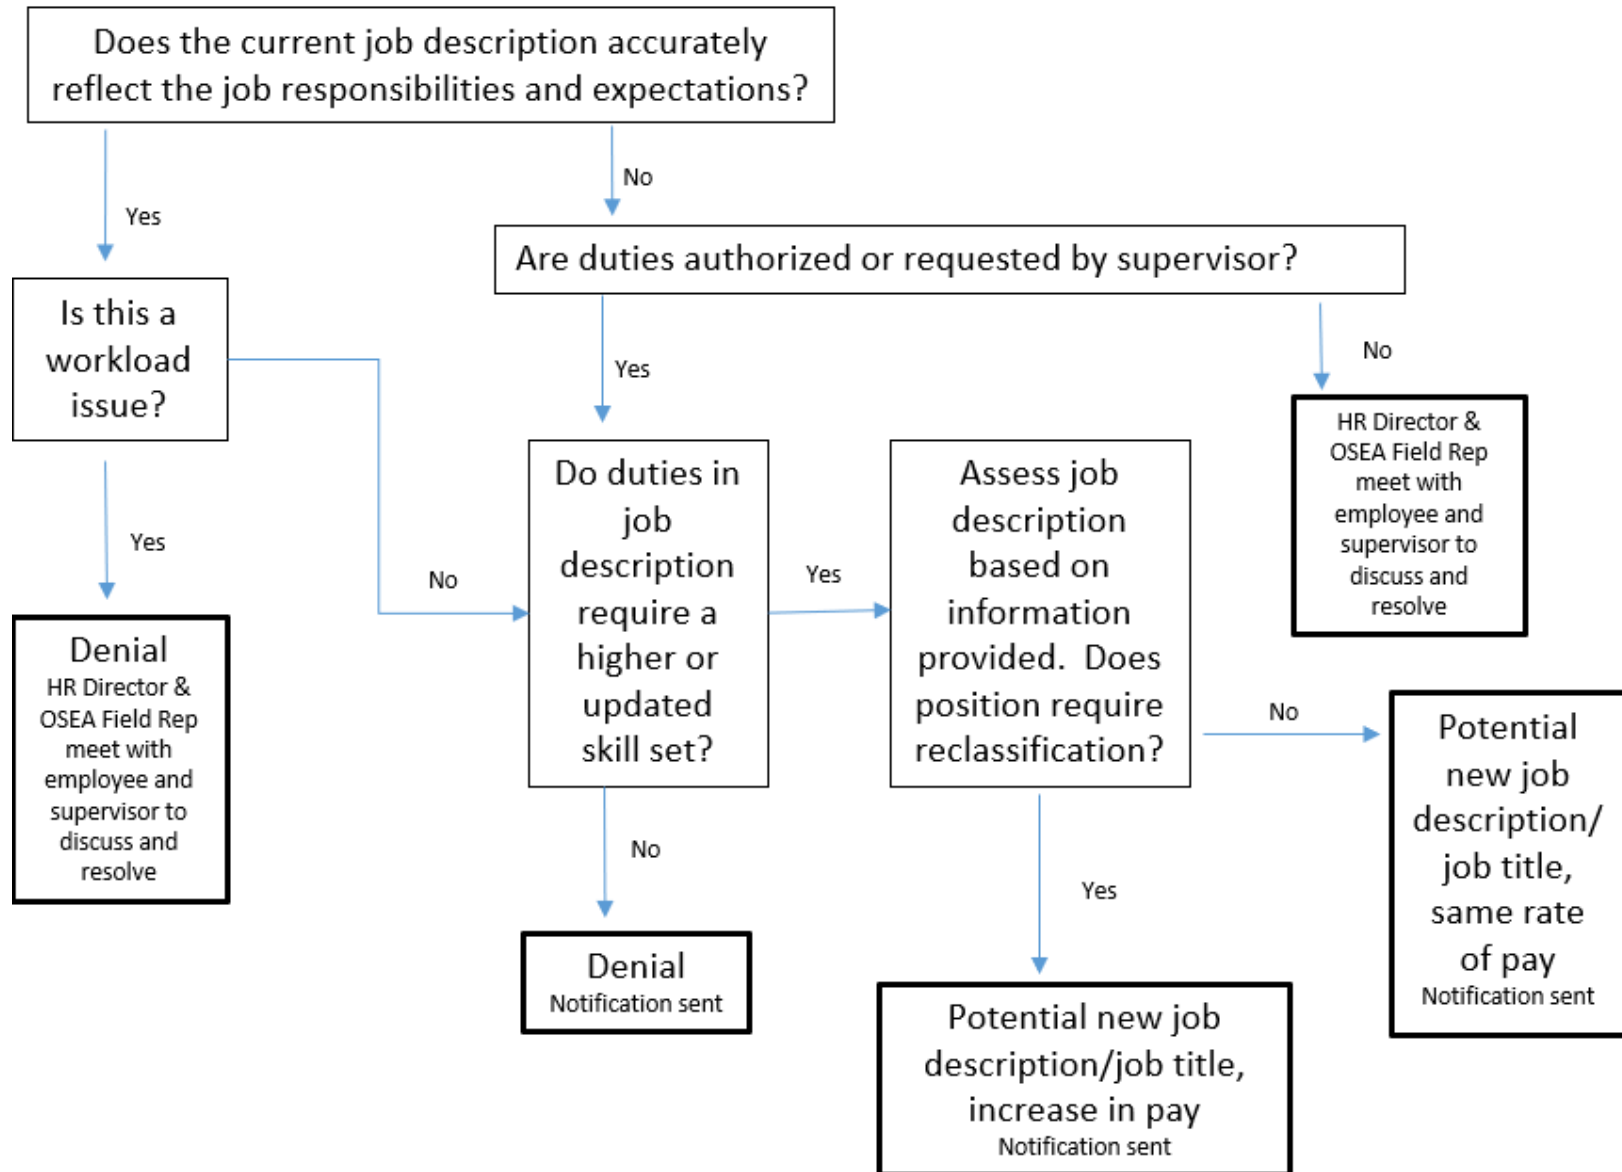 Does the current job description accurately
reflect the job responsibilities and expectations?
No
Yes
Are duties authorized or requested by supervisor?
Is this a
workload
issue?
No
Yes
HR Director &
OSEA Field Rep
meet with
employee and
supervisor to
discuss and
resolve
Do duties in
job
description
require a
higher or
updated
skill set?
Assess job
description
based on
information
provided.  Does
position require
reclassification?
Yes
No
Yes
Denial
HR Director &
OSEA Field Rep
meet with
employee and
supervisor to
discuss and
resolve
No
Potential
new job
description/
job title,
same rate
of pay
Notification sent
No
Yes
Denial
Notification sent
Potential new job
description/job title,
increase in pay
Notification sent